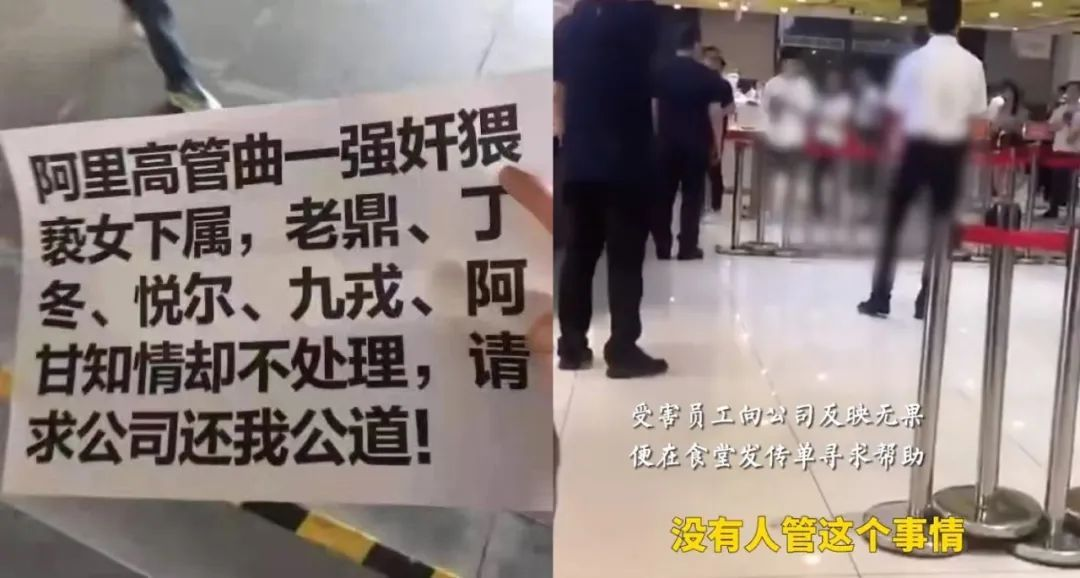 阿里高管曲一强奸猥
亵女下属，老鼎、丁
冬、悦尔、九戎、阿
甘知情却不处理，请
求公司还我公道！
受害员工向公司反映无果
便在食堂发传单寻求帮助
没有人管这个事情